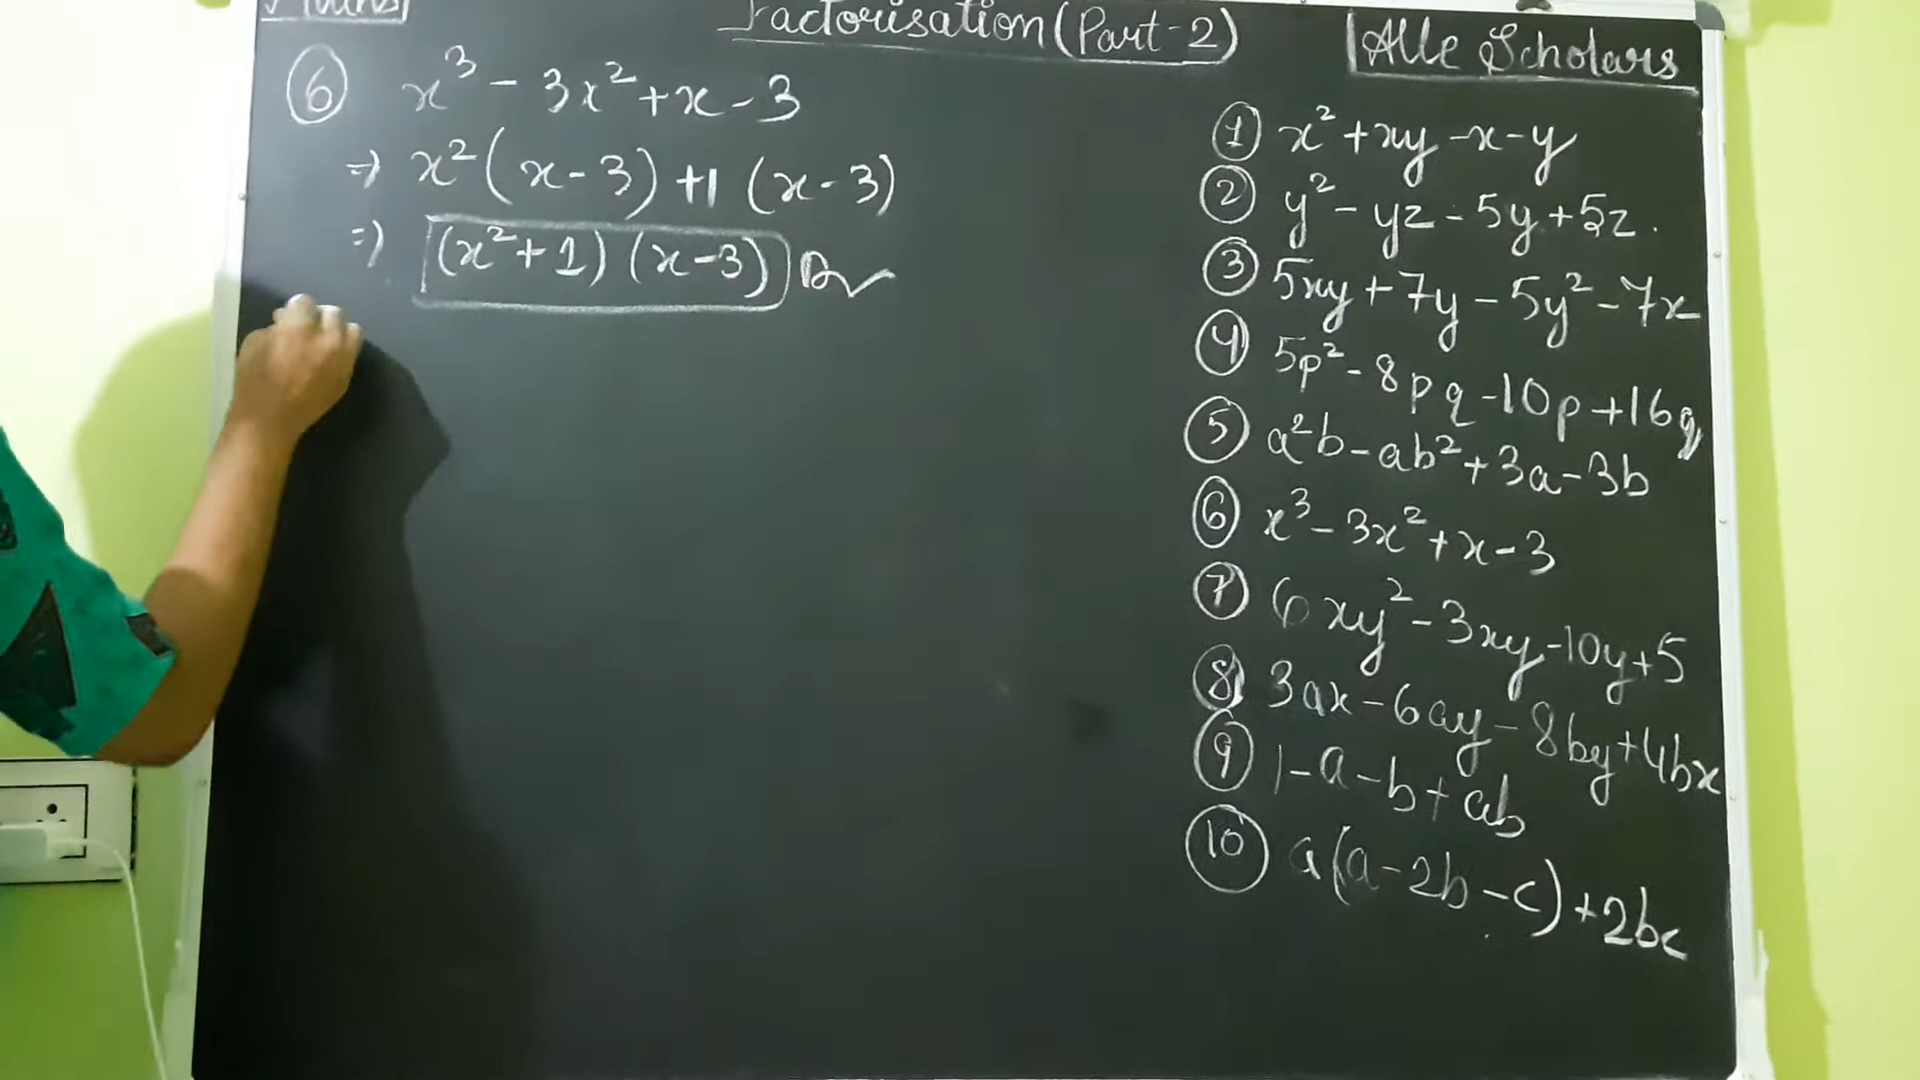 Maths
Factorisation (Part-2)
Alle Scholars
⑥ x³ - 3x² + x - 3
⇒ x² (x - 3) + 1 (x - 3)
⇒ (x² + 1) (x - 3)
① x² + xy - x - y
② y² - yz - 5y + 5z.
③ 5xy + 7y - 5y² - 7x
④ 5p² - 8pq - 10p + 16q
⑤ a²b - ab² + 3a - 3b
⑥ x³ - 3x² + x - 3
⑦ 6xy² - 3xy - 10y + 5
⑧ 3ax - 6ay - 8by + 4bx
⑨ 1 - a - b + ab
⑩ a(a - 2b - c) + 2bc